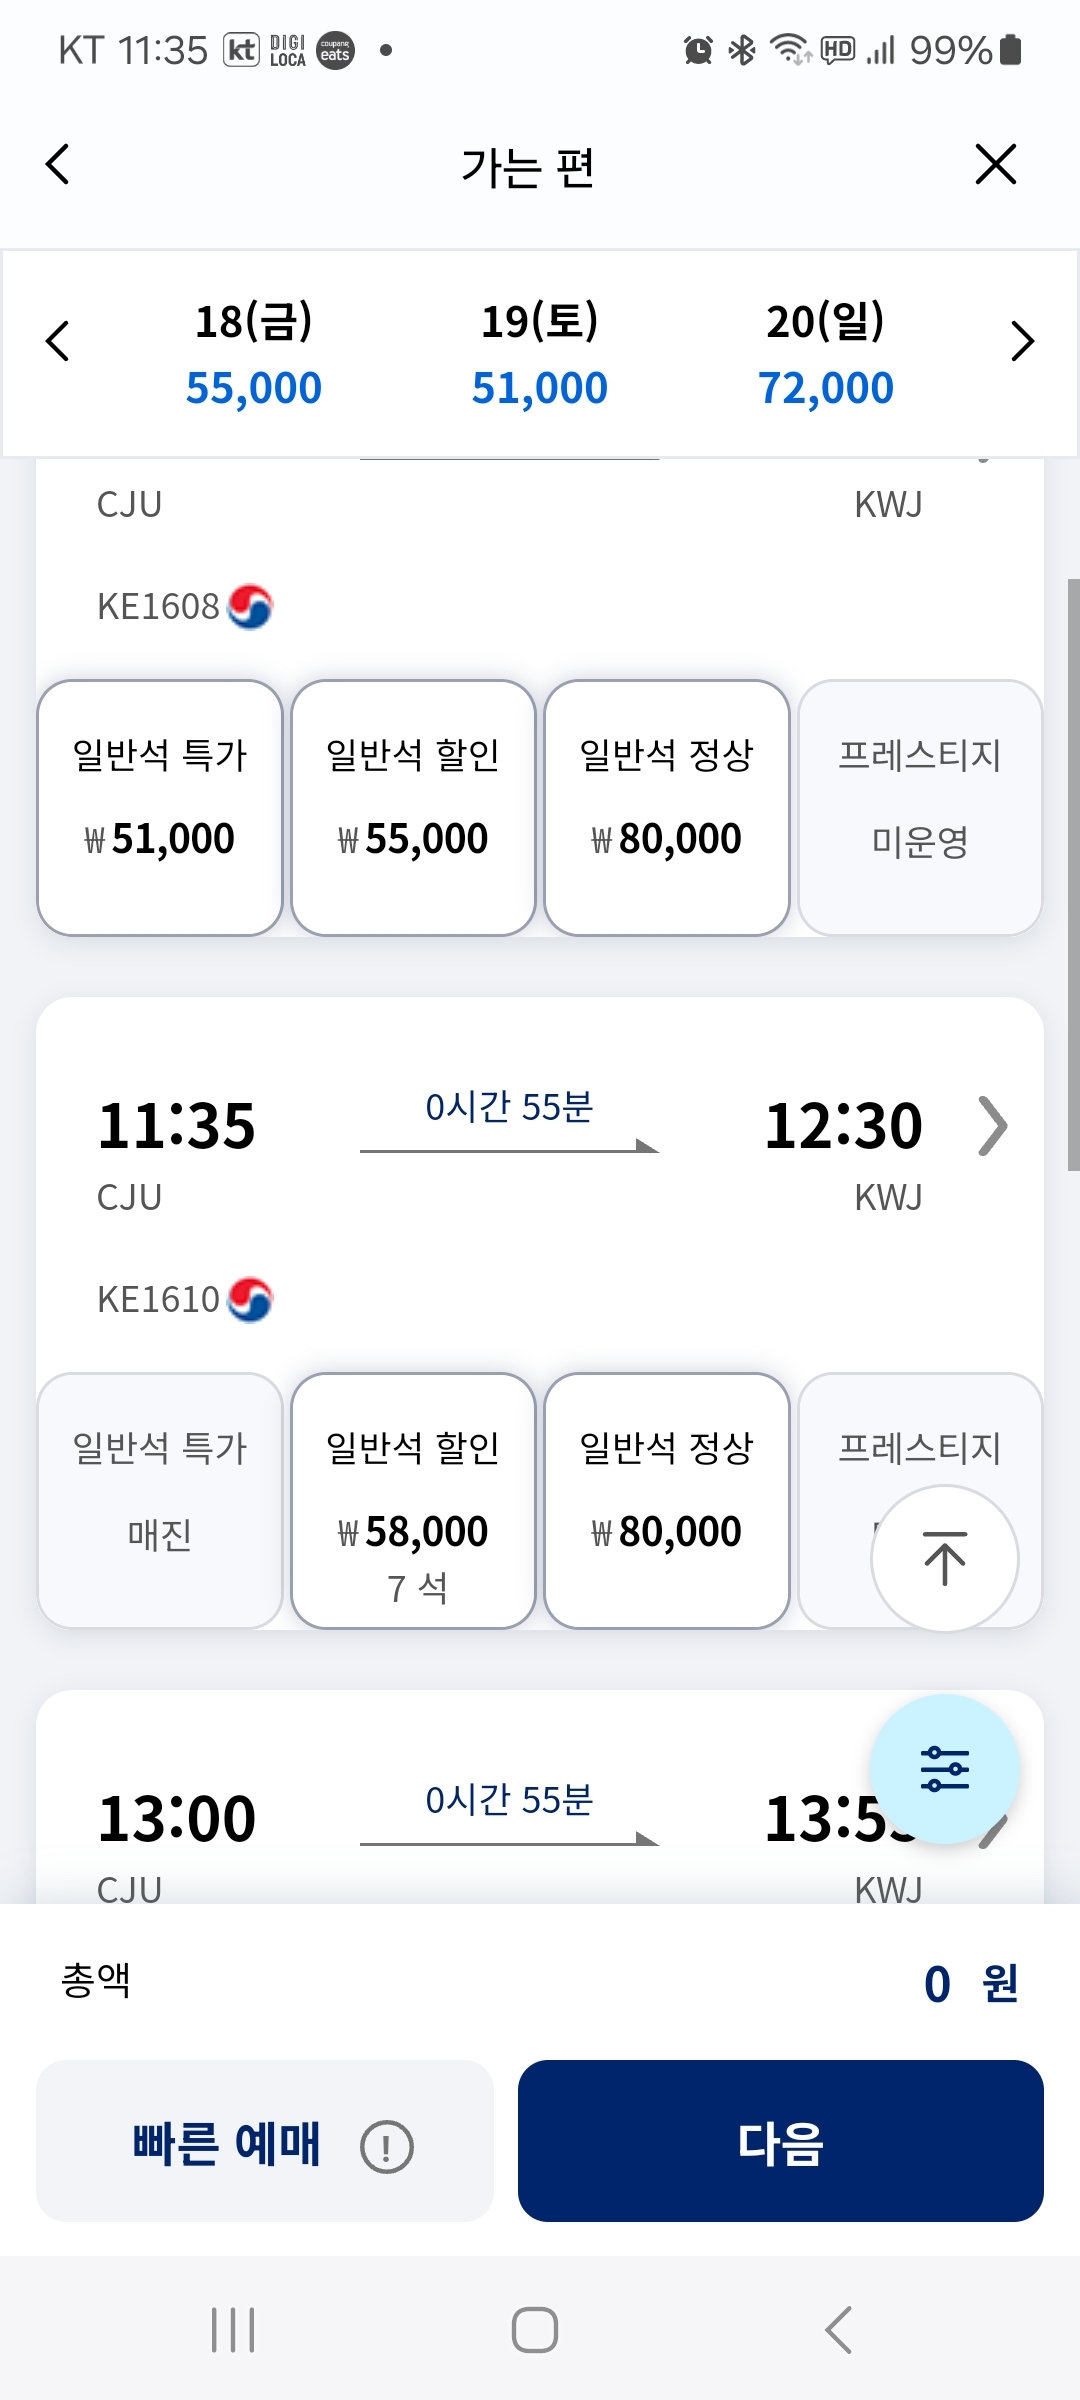 KT 11:35 kt DIGI LOCA coupang eats HD 99%
가는 편
18(금) 19(토) 20(일)
55,000 51,000 72,000
CJU KWJ
KE1608
일반석 특가 일반석 할인 일반석 정상 프레스티지
₩51,000 ₩55,000 ₩80,000 미운영
0시간 55분
11:35 12:30
CJU KWJ
KE1610
일반석 특가 일반석 할인 일반석 정상 프레스티지
매진 ₩58,000 ₩80,000
7 석
0시간 55분
13:00 13:5
CJU KWJ
총액 0 원
빠른 예매 다음